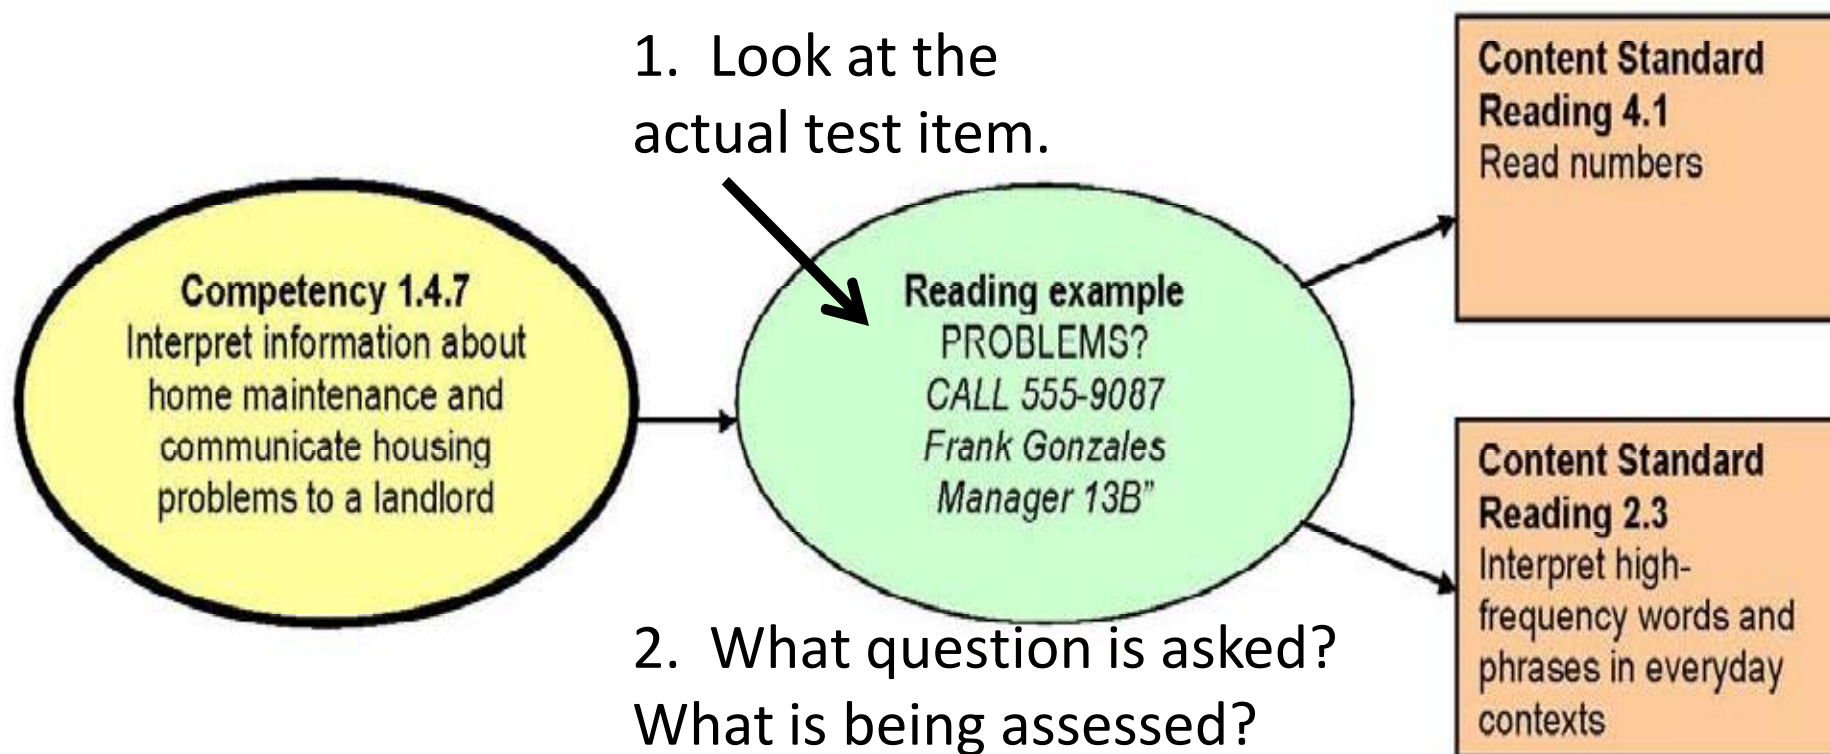 1. Look at the
actual test item.
Competency 1.4.7
Interpret information about
home maintenance and
communicate housing
problems to a landlord
Reading example
PROBLEMS?
CALL 555-9087
Frank Gonzales
Manager 13B”
Content Standard
Reading 4.1
Read numbers
Content Standard
Reading 2.3
Interpret high-
frequency words and
phrases in everyday
contexts
2. What question is asked?
What is being assessed?